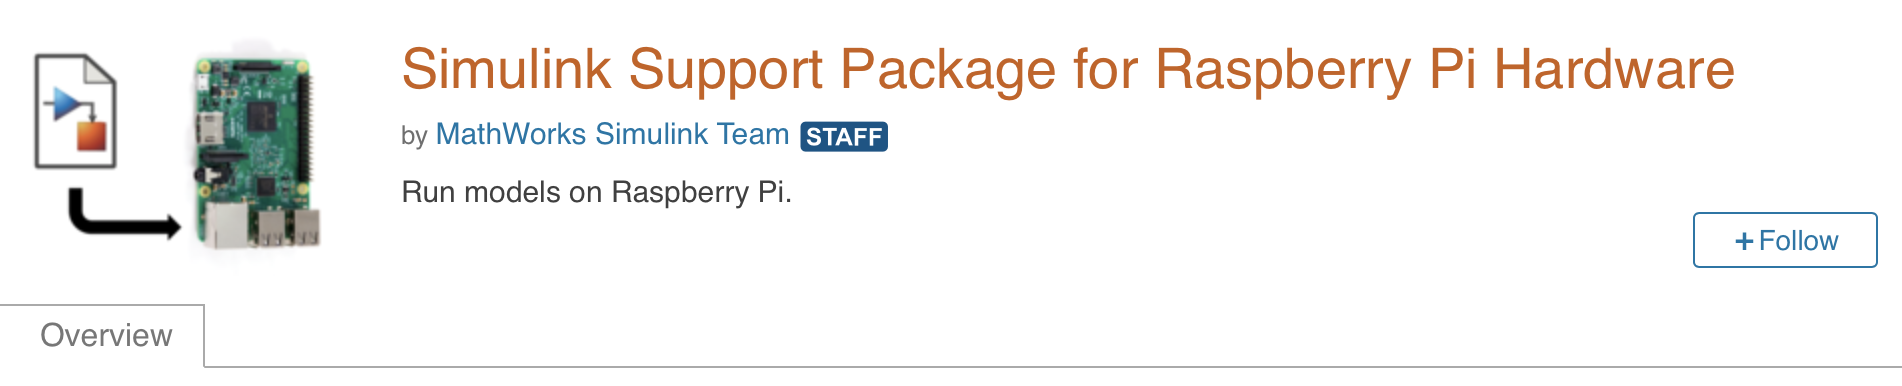 Simulink Support Package for Raspberry Pi Hardware
by MathWorks Simulink Team STAFF
Run models on Raspberry Pi.
+Follow
Overview